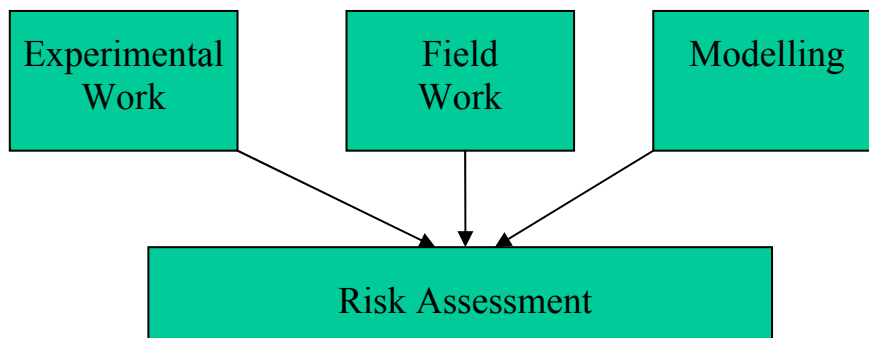 Experimental
Work
Field
Work
Modelling
Risk Assessment